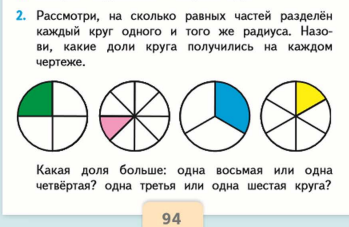 2. Рассмотри, на сколько равных частей разделён
каждый круг одного и того же радиуса. Назо-
ви, какие доли круга получились на каждом
чертеже.
Какая доля больше: одна восьмая или одна
четвёртая? одна третья или одна шестая круга?
94